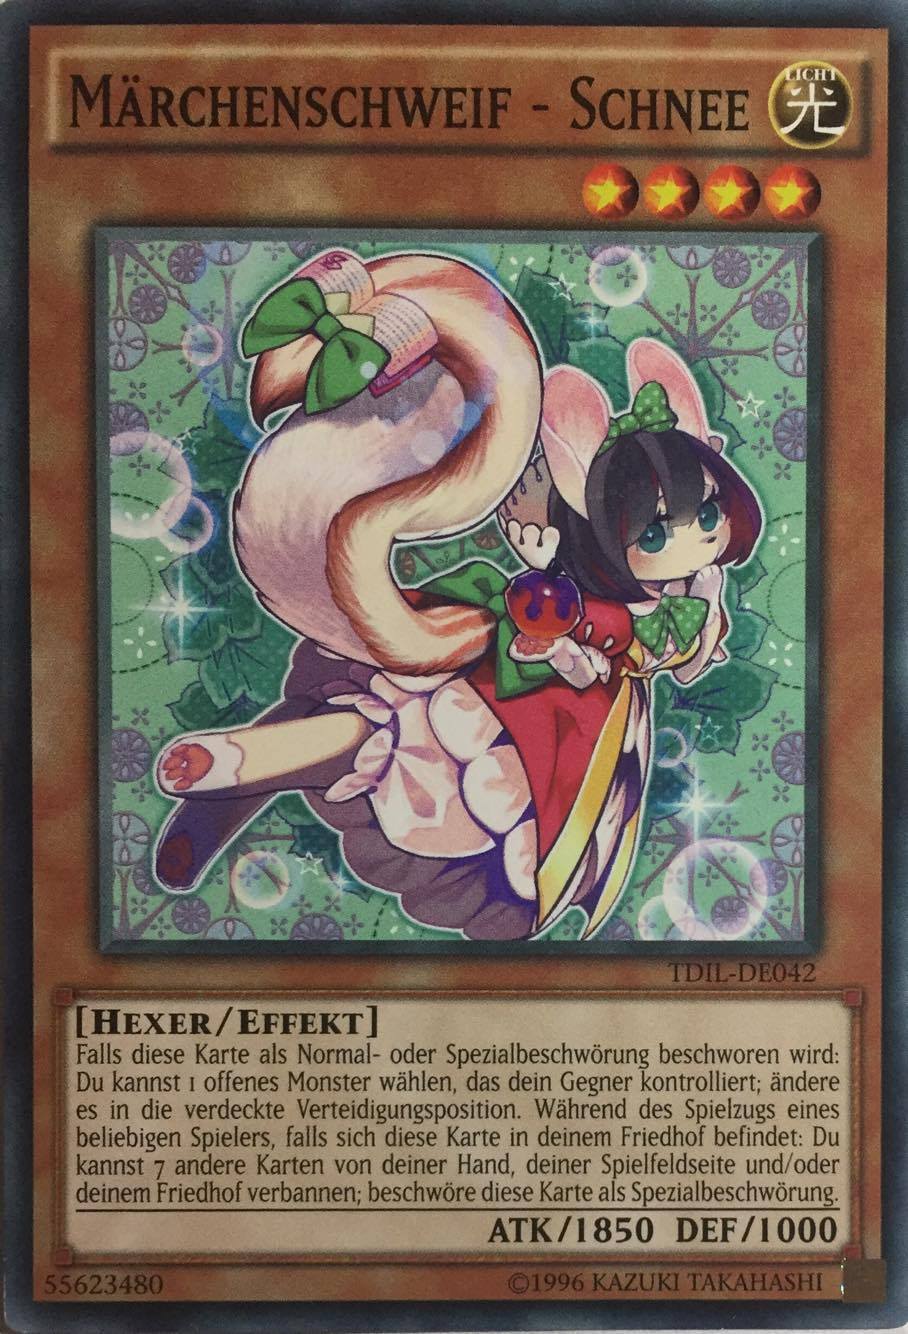 MÄRCHENSCHWEIF - SCHNEE
LICHT
光
TDIL-DE042
[HEXER/EFFEKT]
Falls diese Karte als Normal- oder Spezialbeschwörung beschworen wird:
Du kannst 1 offenes Monster wählen, das dein Gegner kontrolliert; ändere
es in die verdeckte Verteidigungsposition. Während des Spielzugs eines
beliebigen Spielers, falls sich diese Karte in deinem Friedhof befindet: Du
kannst 7 andere Karten von deiner Hand, deiner Spielfeldseite und/oder
deinem Friedhof verbannen; beschwöre diese Karte als Spezialbeschwörung.
ATK/1850 DEF/1000
55623480
©1996 KAZUKI TAKAHASHI